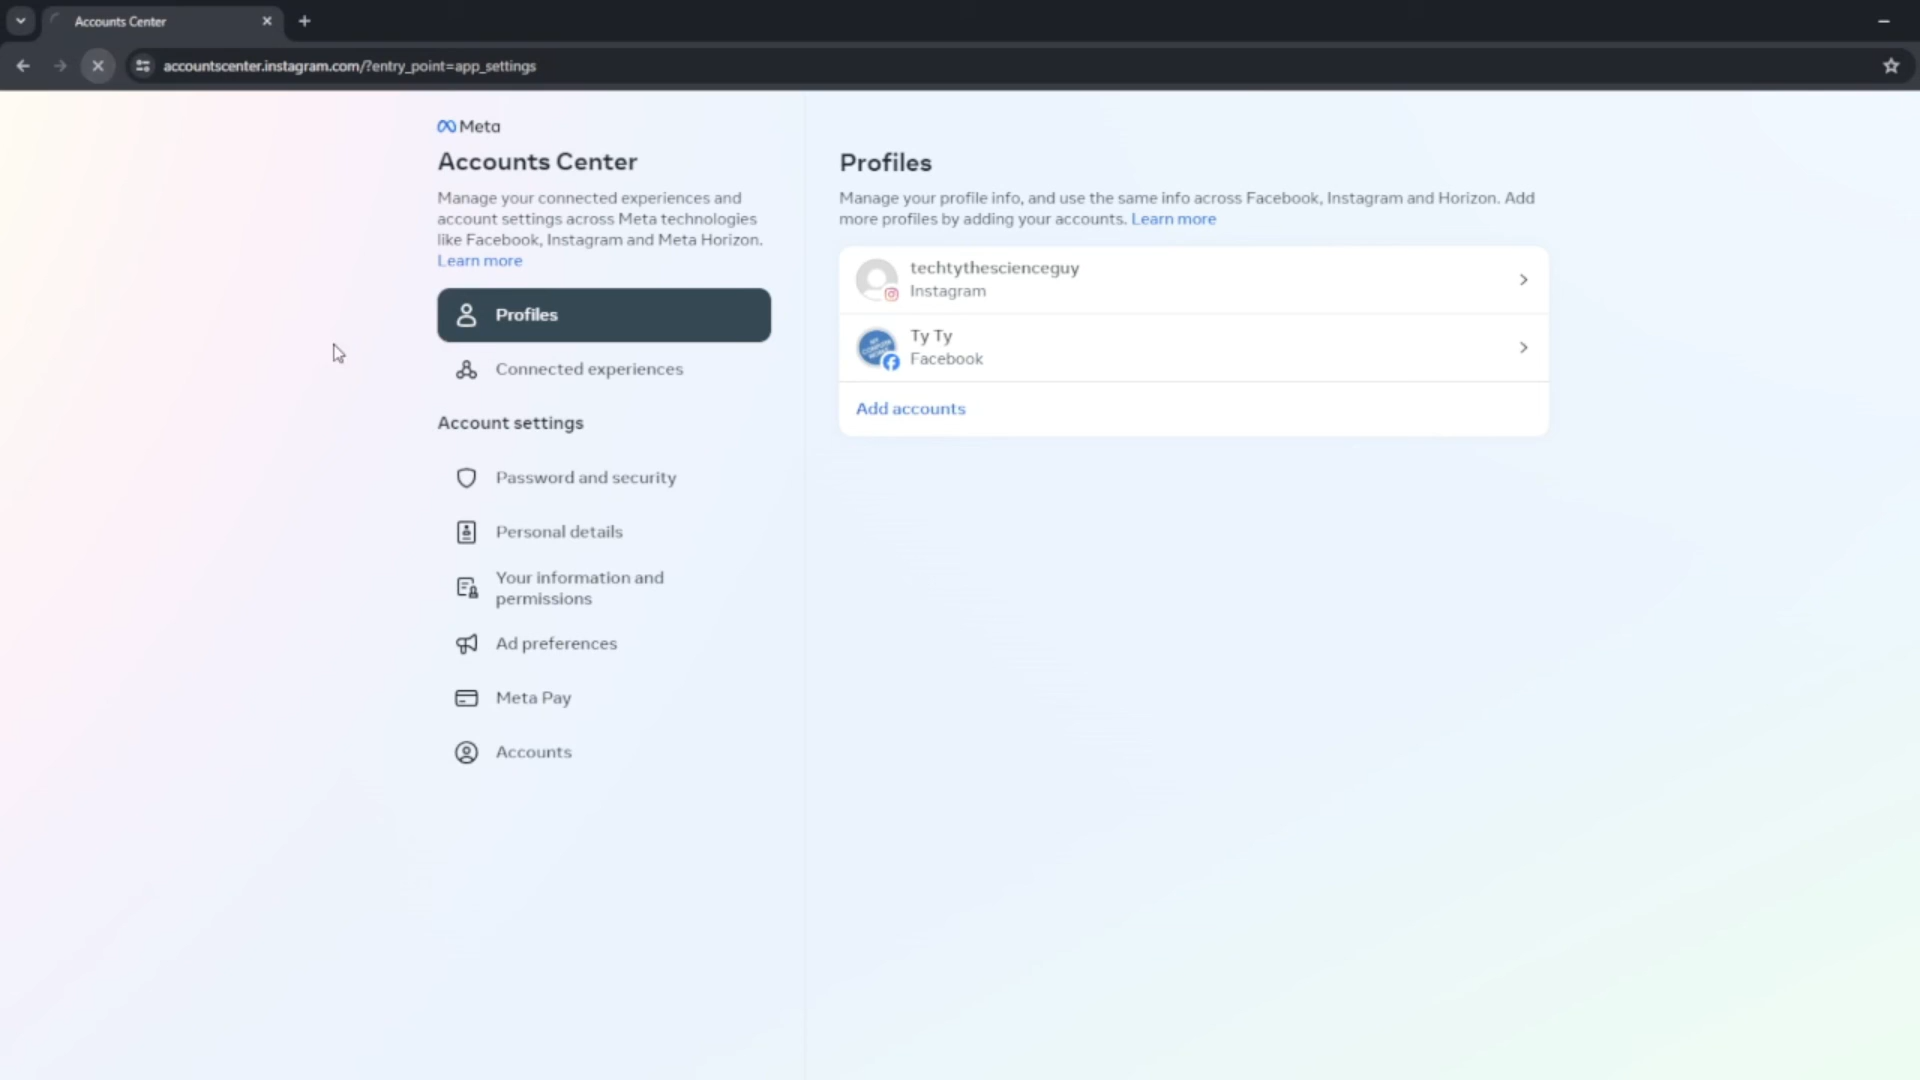 Accounts Center
accountscenter.instagram.com/?entry_point=app_settings
Meta
Accounts Center
Manage your connected experiences and
account settings across Meta technologies
like Facebook, Instagram and Meta Horizon.
Learn more
Profiles
Connected experiences
Account settings
Password and security
Personal details
Your information and
permissions
Ad preferences
Meta Pay
Accounts
Profiles
Manage your profile info, and use the same info across Facebook, Instagram and Horizon. Add
more profiles by adding your accounts. Learn more
techtythescienceguy
Instagram
Ty Ty
Facebook
Add accounts